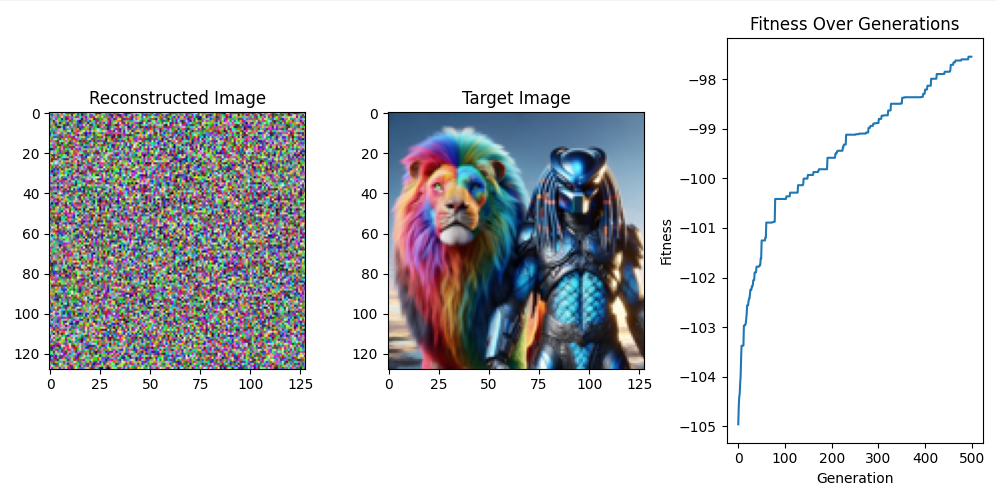 Reconstructed Image
0
20
40
60
80
100
120
0 25 50 75 100 125
Target Image
0
20
40
60
80
100
120
0 25 50 75 100 125
Fitness Over Generations
Fitness
−98
−99
−100
−101
−102
−103
−104
−105
0 100 200 300 400 500
Generation